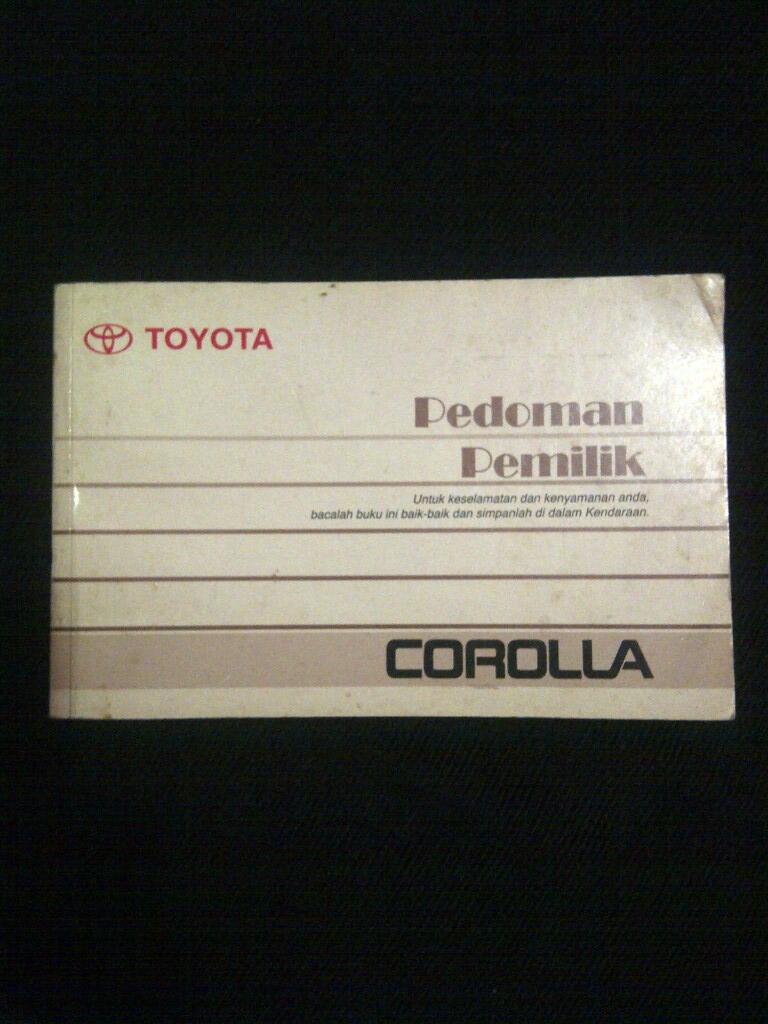 TOYOTA
Pedoman
Pemilik
Untuk keselamatan dan kenyamanan anda,
bacalah buku ini baik-baik dan simpanlah di dalam Kendaraan.
COROLLA